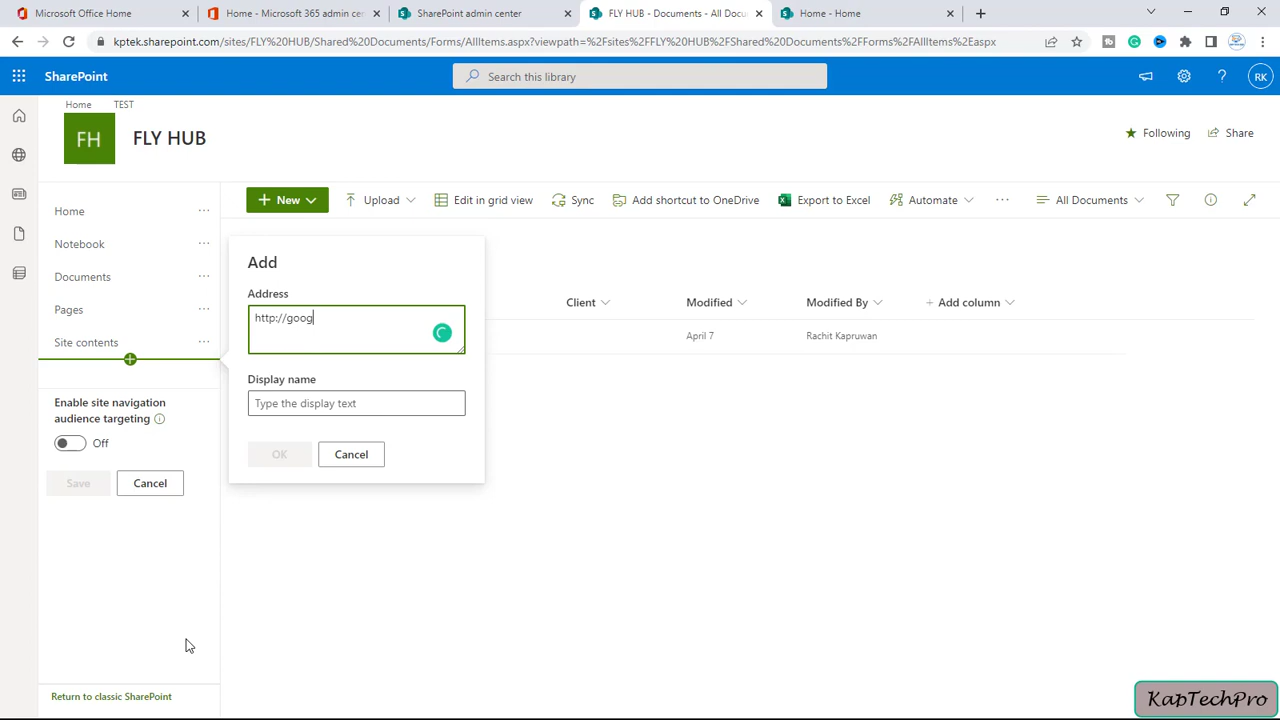 Microsoft Office Home
Home - Microsoft 365 admin cen
SharePoint admin center
FLY HUB - Documents - All Docu
Home - Home
kptek.sharepoint.com/sites/FLY%20HUB/Shared%20Documents/Forms/AllItems.aspx?viewpath=%2Fsites%2FFLY%20HUB%2FShared%20Documents%2FForms%2FAllItems%2Easpx
SharePoint
Search this library
RK
Home
TEST
FH
FLY HUB
Following
Share
Home
Notebook
Documents
Pages
Site contents
New
Upload
Edit in grid view
Sync
Add shortcut to OneDrive
Export to Excel
Automate
All Documents
Add
Address
http://goog
Display name
Type the display text
OK
Cancel
Client
Modified
Modified By
Add column
April 7
Rachit Kapruwan
Enable site navigation
audience targeting
Off
Save
Cancel
Return to classic SharePoint
KapTechPro